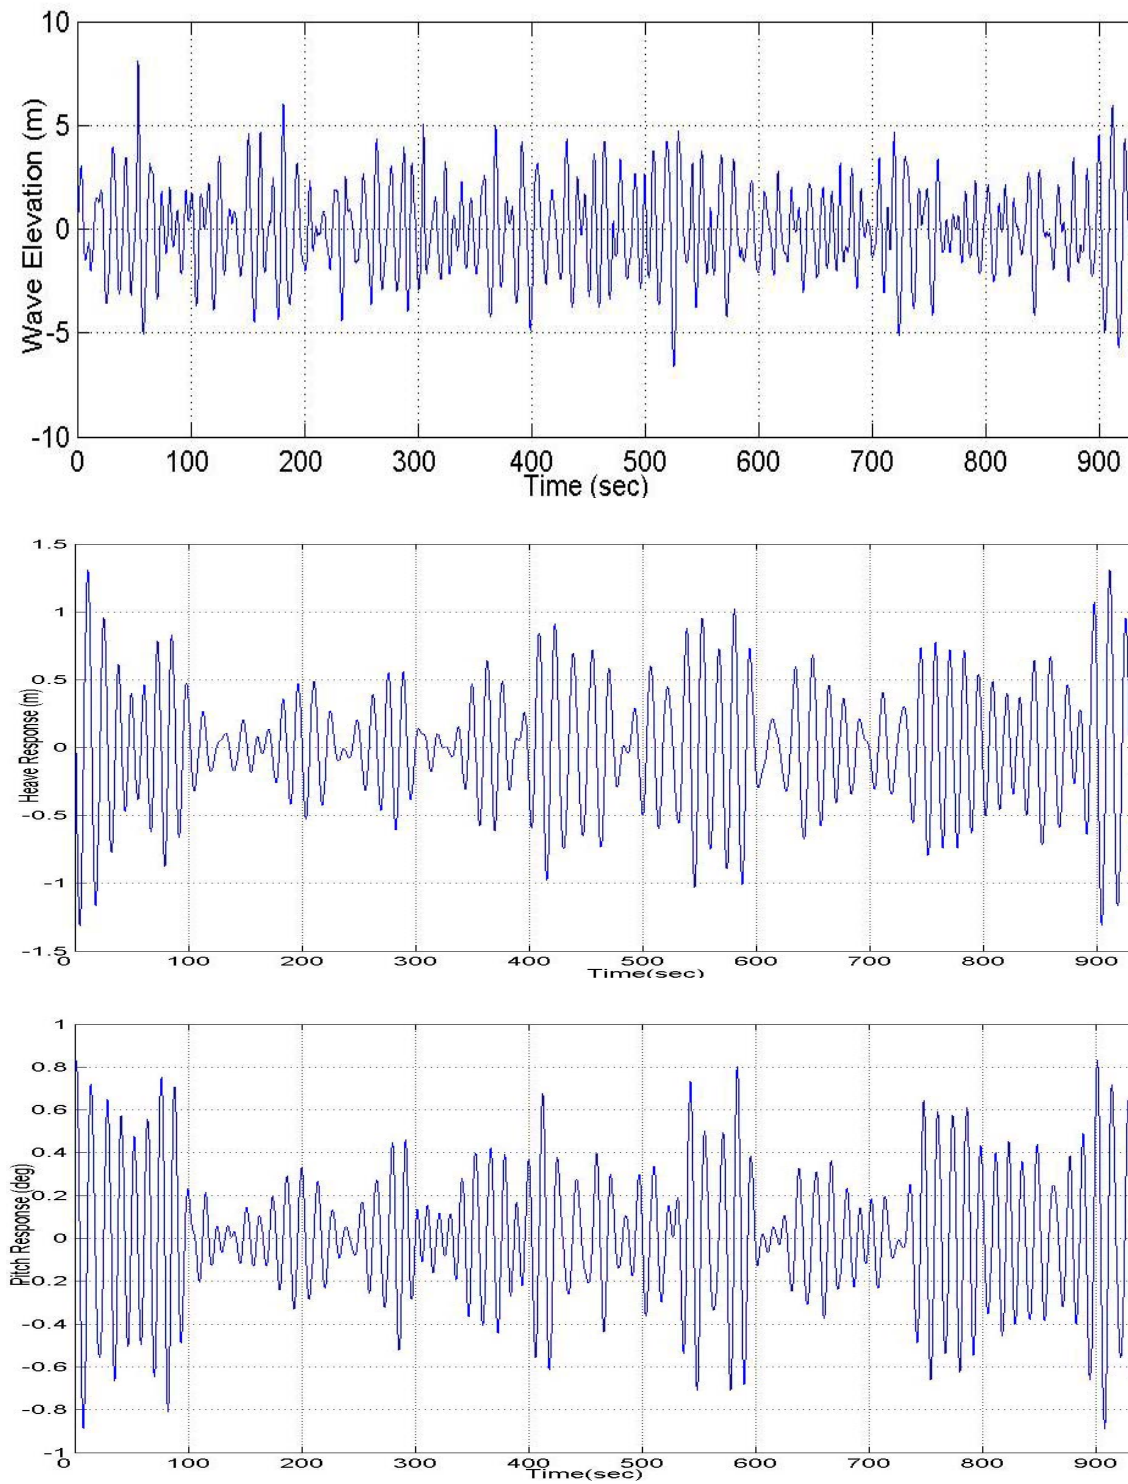 10
5
0
-5
-10
Wave Elevation (m)
0 100 200 300 400 500 600 700 800 900
Time (sec)
1.5
1
0.5
0
-0.5
-1
-1.5
Heave Response (m)
0 100 200 300 400 500 600 700 800 900
Time(sec)
1
0.8
0.6
0.4
0.2
0
0.2
-0.4
-0.6
-0.8
-1
Pitch Response (deg)
0 100 200 300 400 500 600 700 800 900
Time(sec)